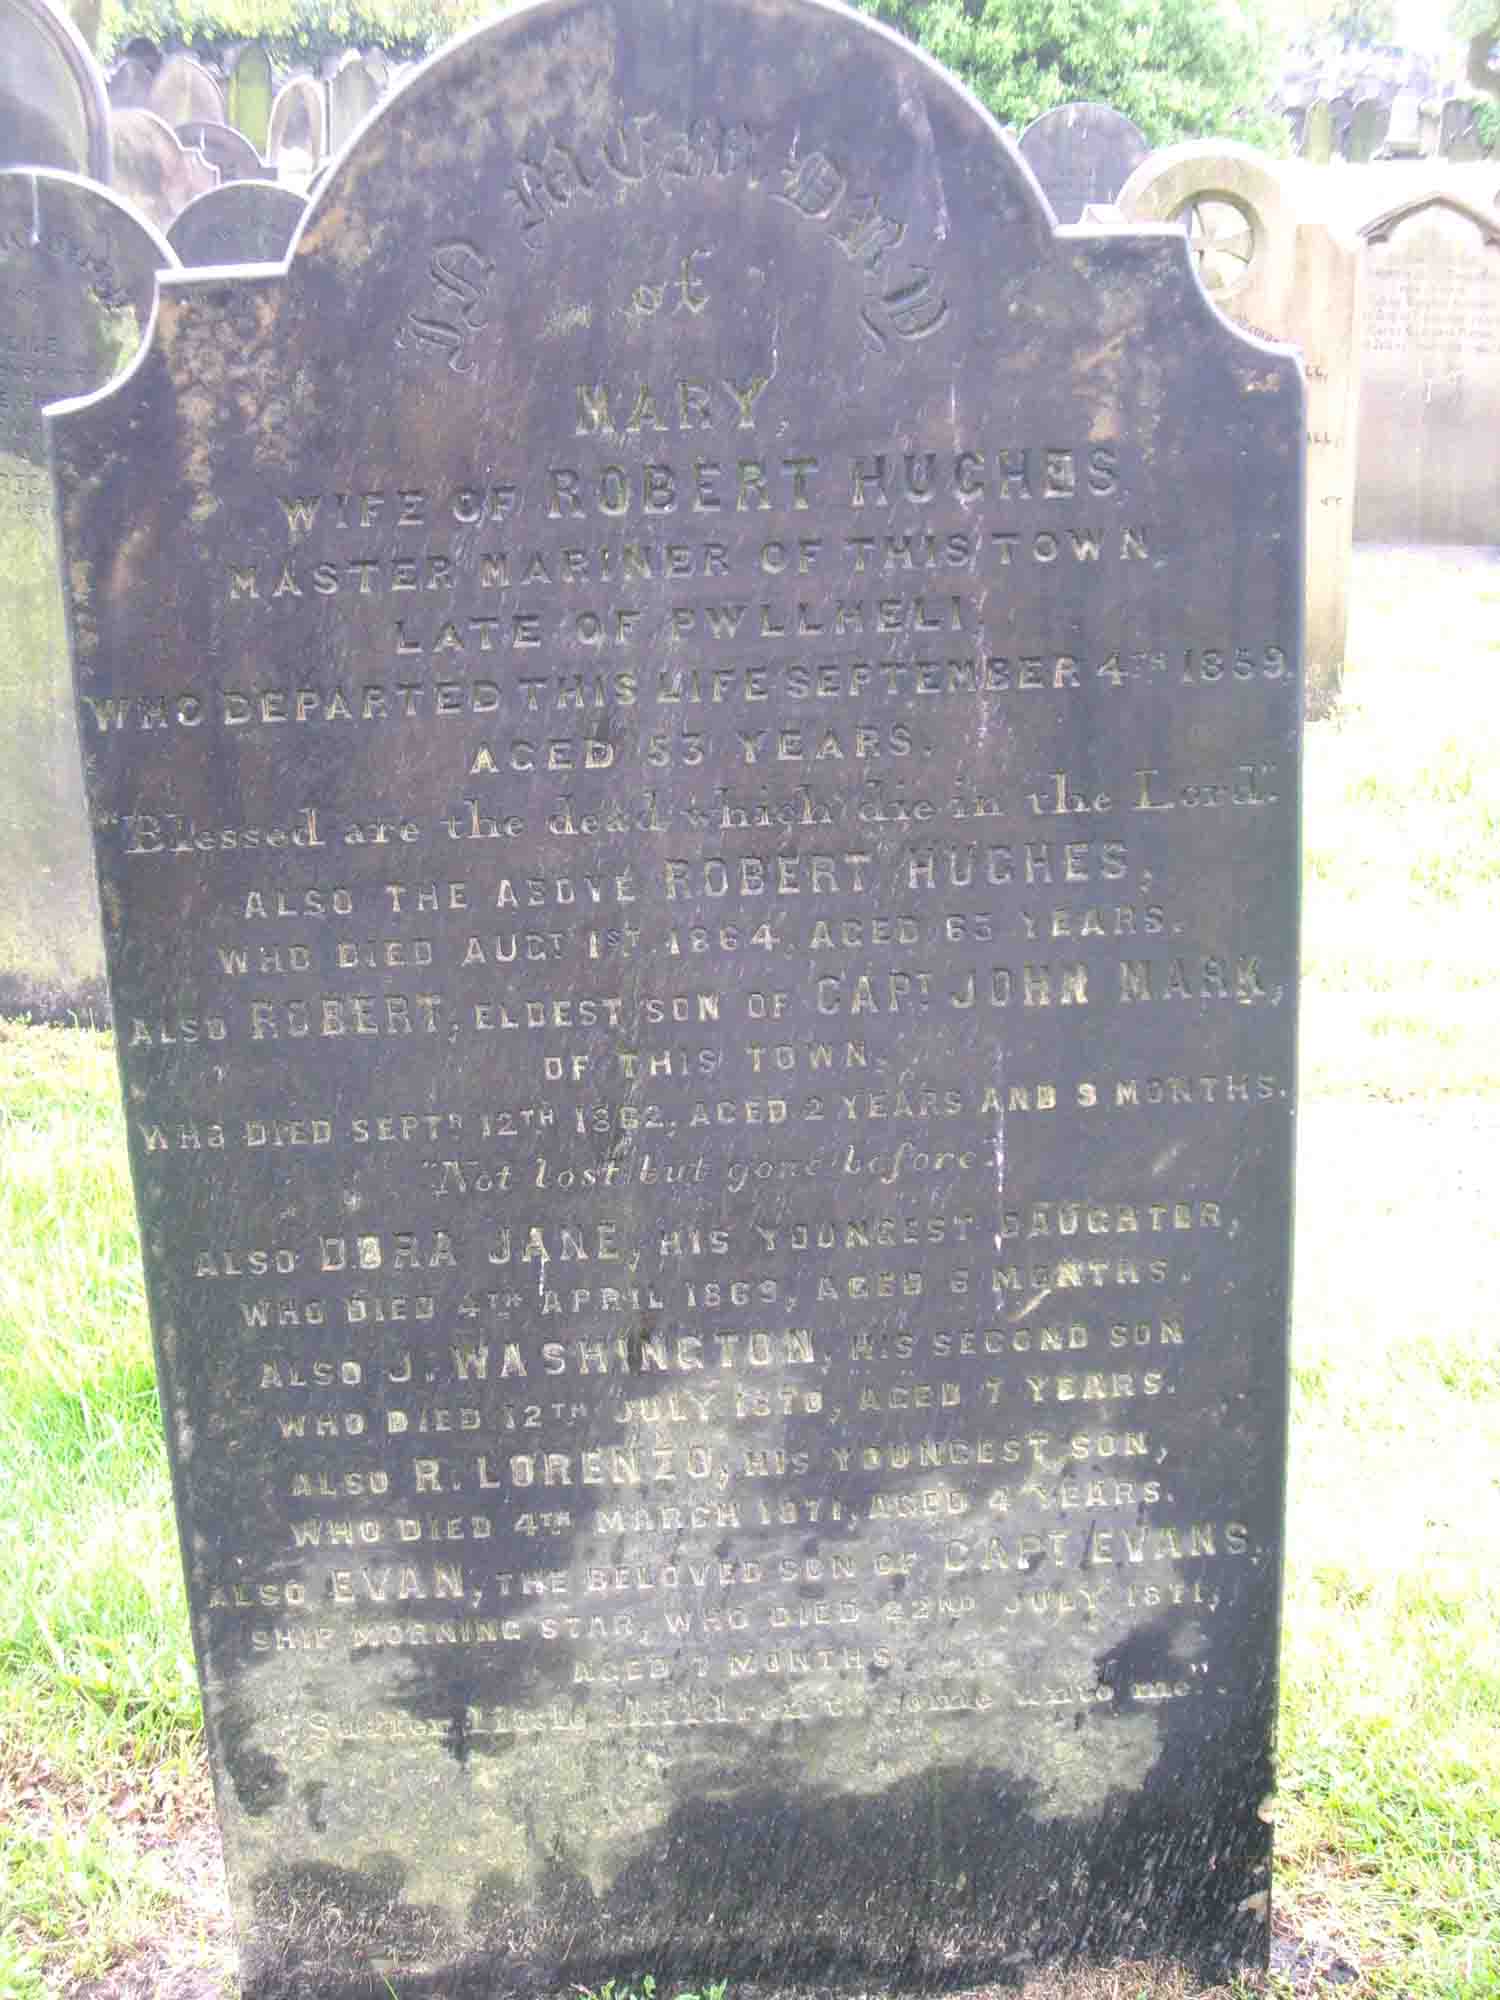 In Memory
of
MARY,
WIFE OF ROBERT HUGHES,
MASTER MARINER OF THIS TOWN,
LATE OF PWLLHELI,
WHO DEPARTED THIS LIFE SEPTEMBER 4TH 1859.
AGED 53 YEARS.
"Blessed are the dead which die in the Lord".
ALSO THE ABOVE ROBERT HUGHES,
WHO DIED AUGT 1ST 1864, AGED 65 YEARS.
ALSO ROBERT, ELDEST SON OF CAPT. JOHN MARK,
OF THIS TOWN,
WHO DIED SEPTR 12TH 1862, AGED 2 YEARS AND 9 MONTHS.
"Not lost but gone before."
ALSO DORA JANE, HIS YOUNGEST DAUGHTER,
WHO DIED 4TH APRIL 1869, AGED 6 MONTHS.
ALSO J. WASHINGTON, HIS SECOND SON
WHO DIED 12TH JULY 1870, AGED 7 YEARS.
ALSO R. LORENZO, HIS YOUNGEST SON,
WHO DIED 4TH MARCH 1871, AGED 4 YEARS.
ALSO EVAN, THE BELOVED SON OF CAPT EVANS,
SHIP MORNING STAR, WHO DIED 22ND JULY 1871,
AGED 7 MONTHS
"Suffer little children to come unto me".